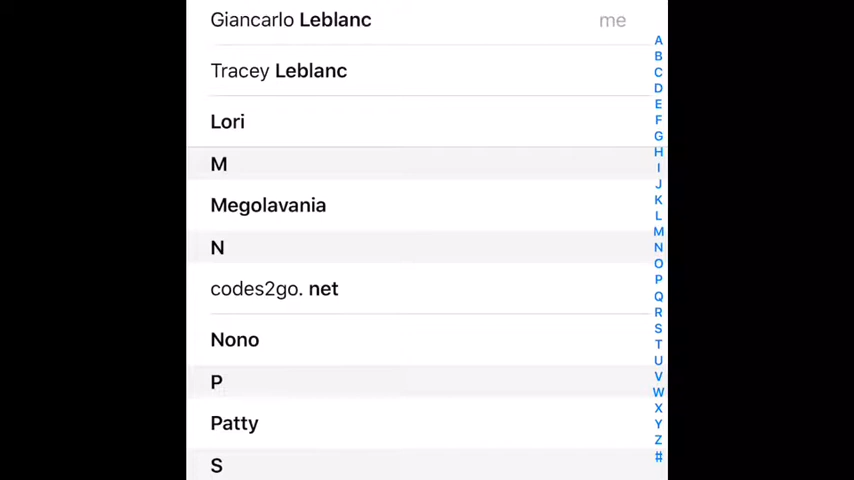 Giancarlo Leblanc me
Tracey Leblanc
Lori
M
Megolavania
N
codes2go. net
Nono
P
Patty
S
A
B
C
D
E
F
G
H
I
J
K
L
M
N
O
P
Q
R
S
T
U
V
W
X
Y
Z
#